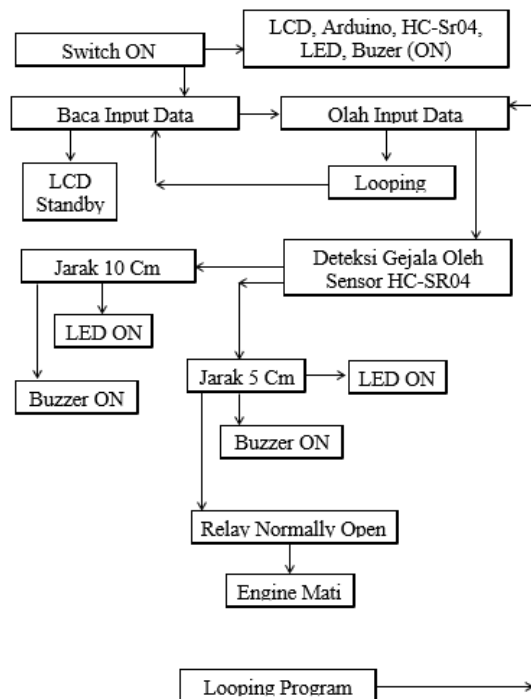 Switch ON
LCD, Arduino, HC-Sr04,
LED, Buzer (ON)
Baca Input Data
Olah Input Data
LCD
Standby
Looping
Jarak 10 Cm
Deteksi Gejala Oleh
Sensor HC-SR04
LED ON
Buzzer ON
Jarak 5 Cm
LED ON
Buzzer ON
Relay Normally Open
Engine Mati
Looping Program